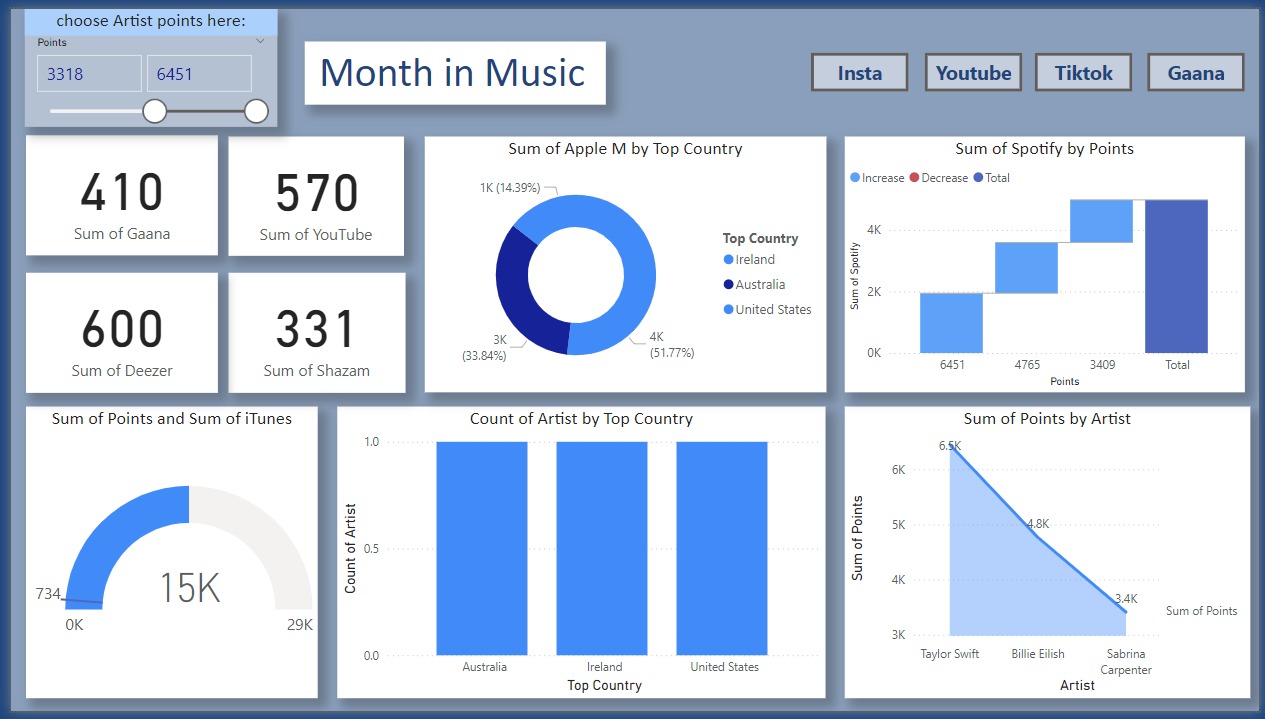 choose Artist points here:
Points
3318
6451
Month in Music
Insta
Youtube
Tiktok
Gaana
410
Sum of Gaana
570
Sum of YouTube
600
Sum of Deezer
331
Sum of Shazam
Sum of Apple M by Top Country
1K (14.39%)
3K
(33.84%)
4K
(51.77%)
Top Country
Ireland
Australia
United States
Sum of Spotify by Points
Increase
Decrease
Total
Sum of Spotify
4K
2K
0K
6451
4765
3409
Total
Points
Sum of Points and Sum of iTunes
734
15K
0K
29K
Count of Artist by Top Country
Count of Artist
1.0
0.5
0.0
Australia
Ireland
United States
Top Country
Sum of Points by Artist
Sum of Points
6K
5K
4K
3K
6.5K
4.8K
3.4K
Sum of Points
Taylor Swift
Billie Eilish
Sabrina
Carpenter
Artist